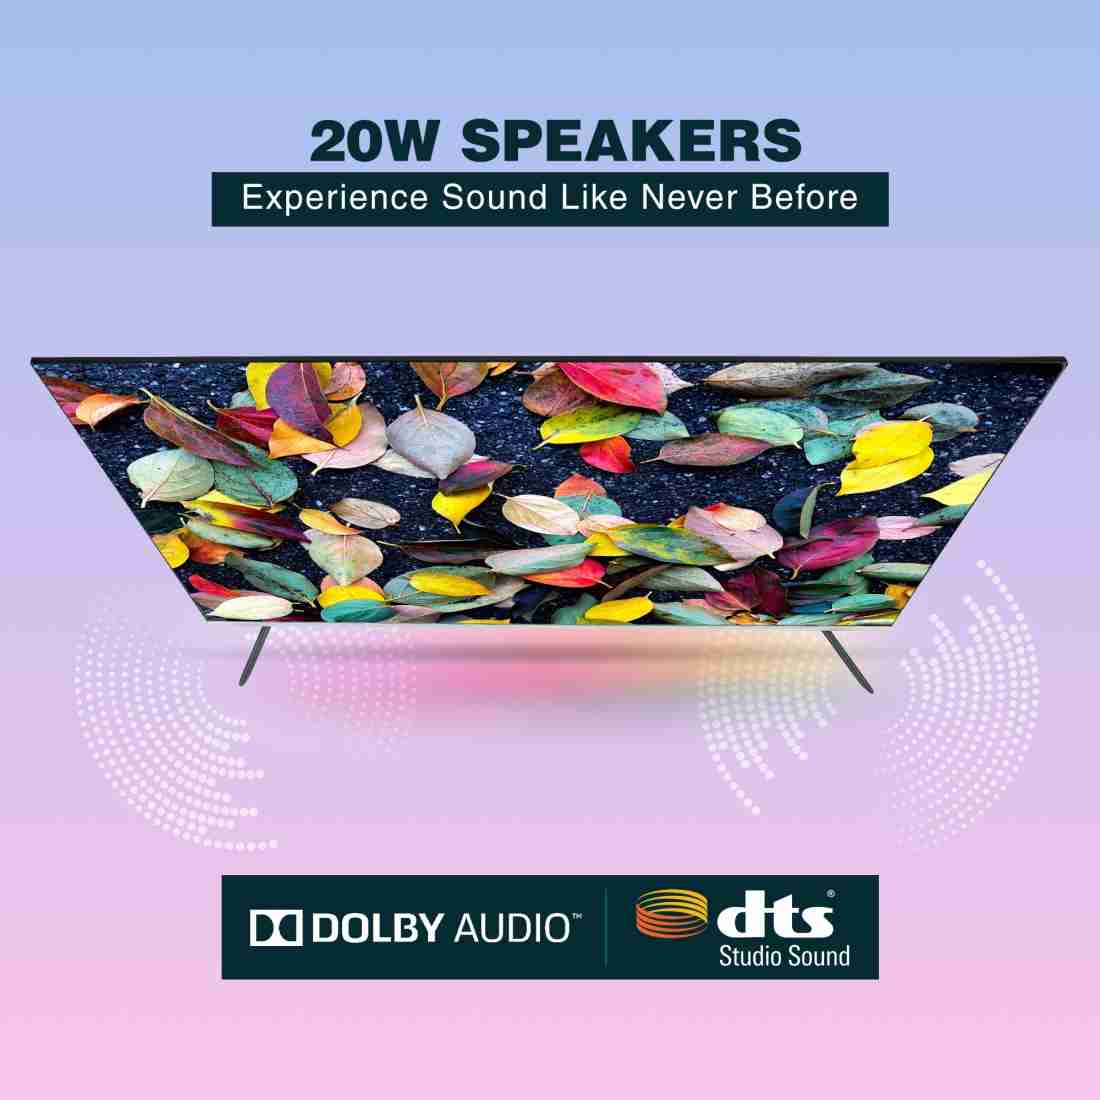 20W SPEAKERS
Experience Sound Like Never Before
DOLBY AUDIO™
dts®
Studio Sound